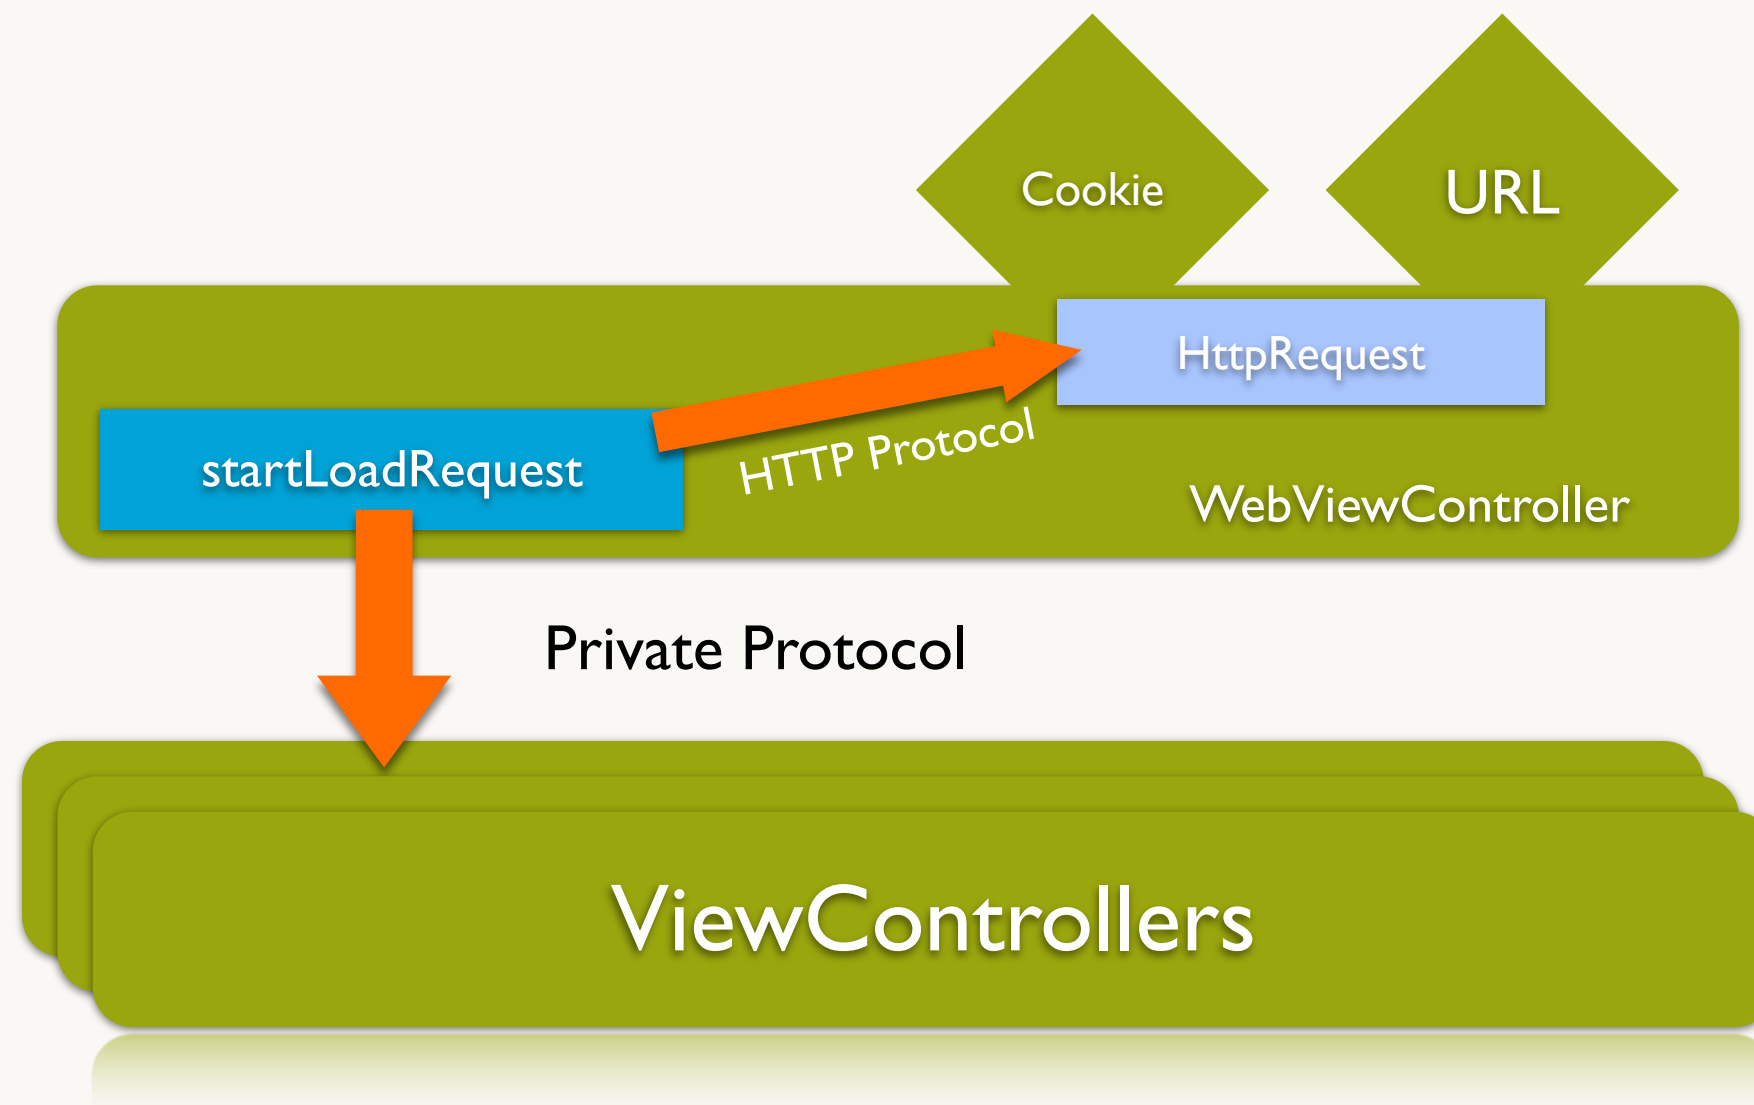 Cookie
URL
HttpRequest
startLoadRequest
HTTP Protocol
WebViewController
Private Protocol
ViewControllers